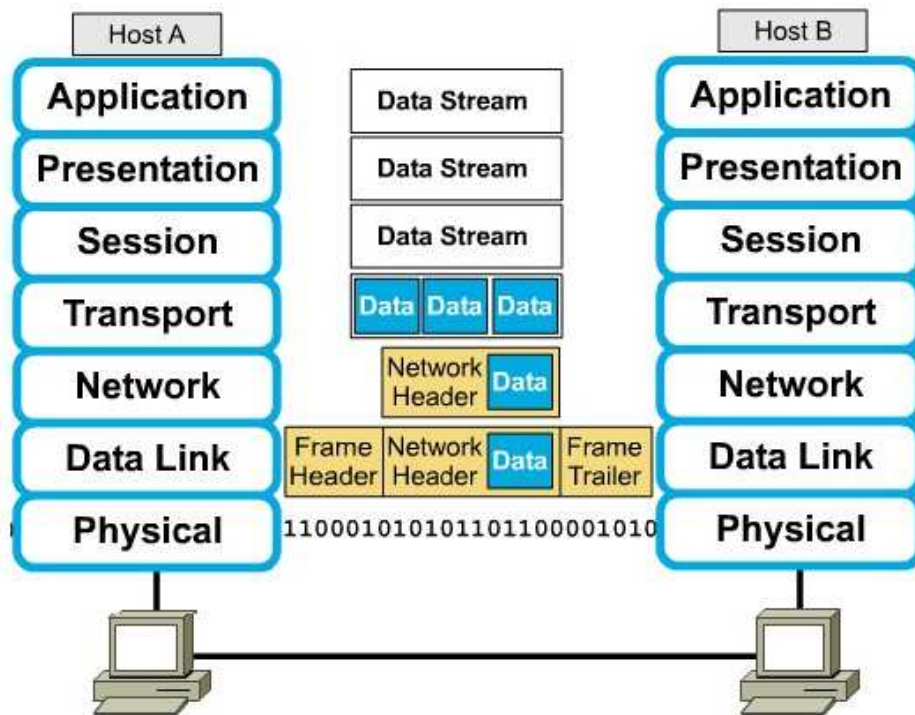 Host A
Host B
Application
Data Stream
Application
Presentation
Data Stream
Presentation
Session
Data Stream
Session
Transport
Data Data Data
Transport
Network
Network Header
Data
Network
Data Link
Frame Header
Network Header
Data
Frame Trailer
Data Link
Physical
110001010101101100001010
Physical